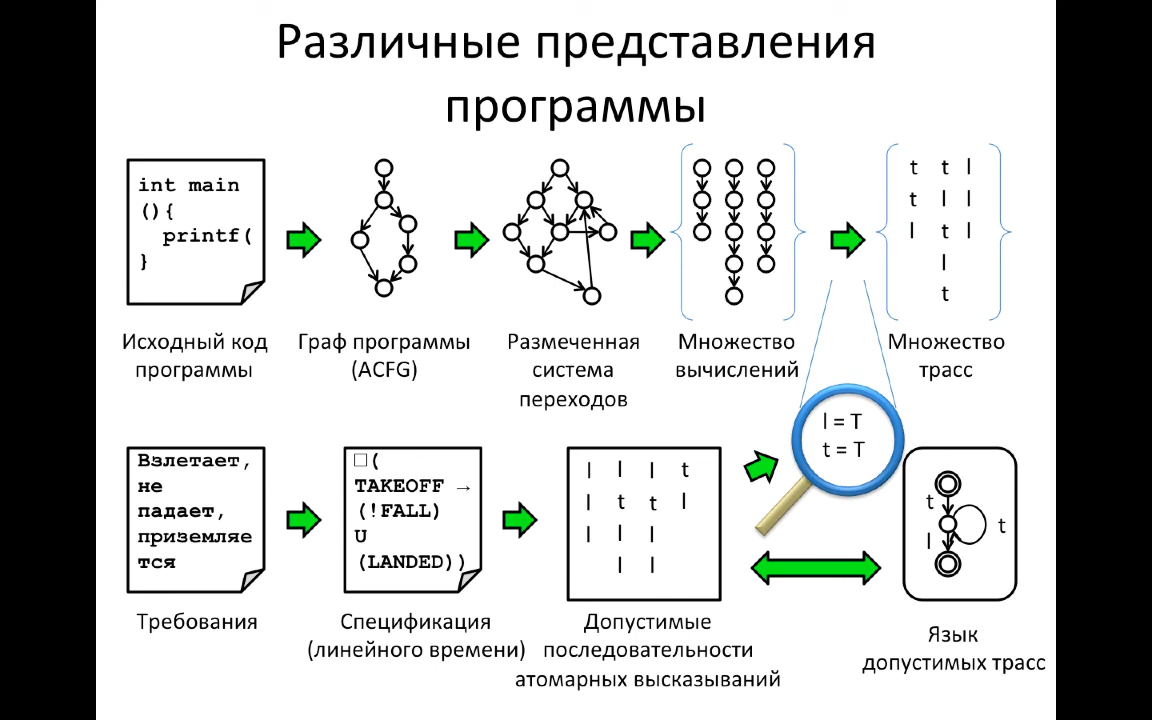 Различные представления
программы
int main
(){
printf(
}
t t l
t l l
l t l
l
t
Исходный код
программы
Граф программы
(ACFG)
Размеченная
система
переходов
Множество
вычислений
Множество
трасс
l = T
t = T
Взлетает,
не
падает,
приземляе
тся
□(
TAKEOFF →
(!FALL)
U
(LANDED))
l l l t
l t t l
l l l
l l
t
t
l
Требования
Спецификация
(линейного времени)
Допустимые
последовательности
атомарных высказываний
Язык
допустимых трасс